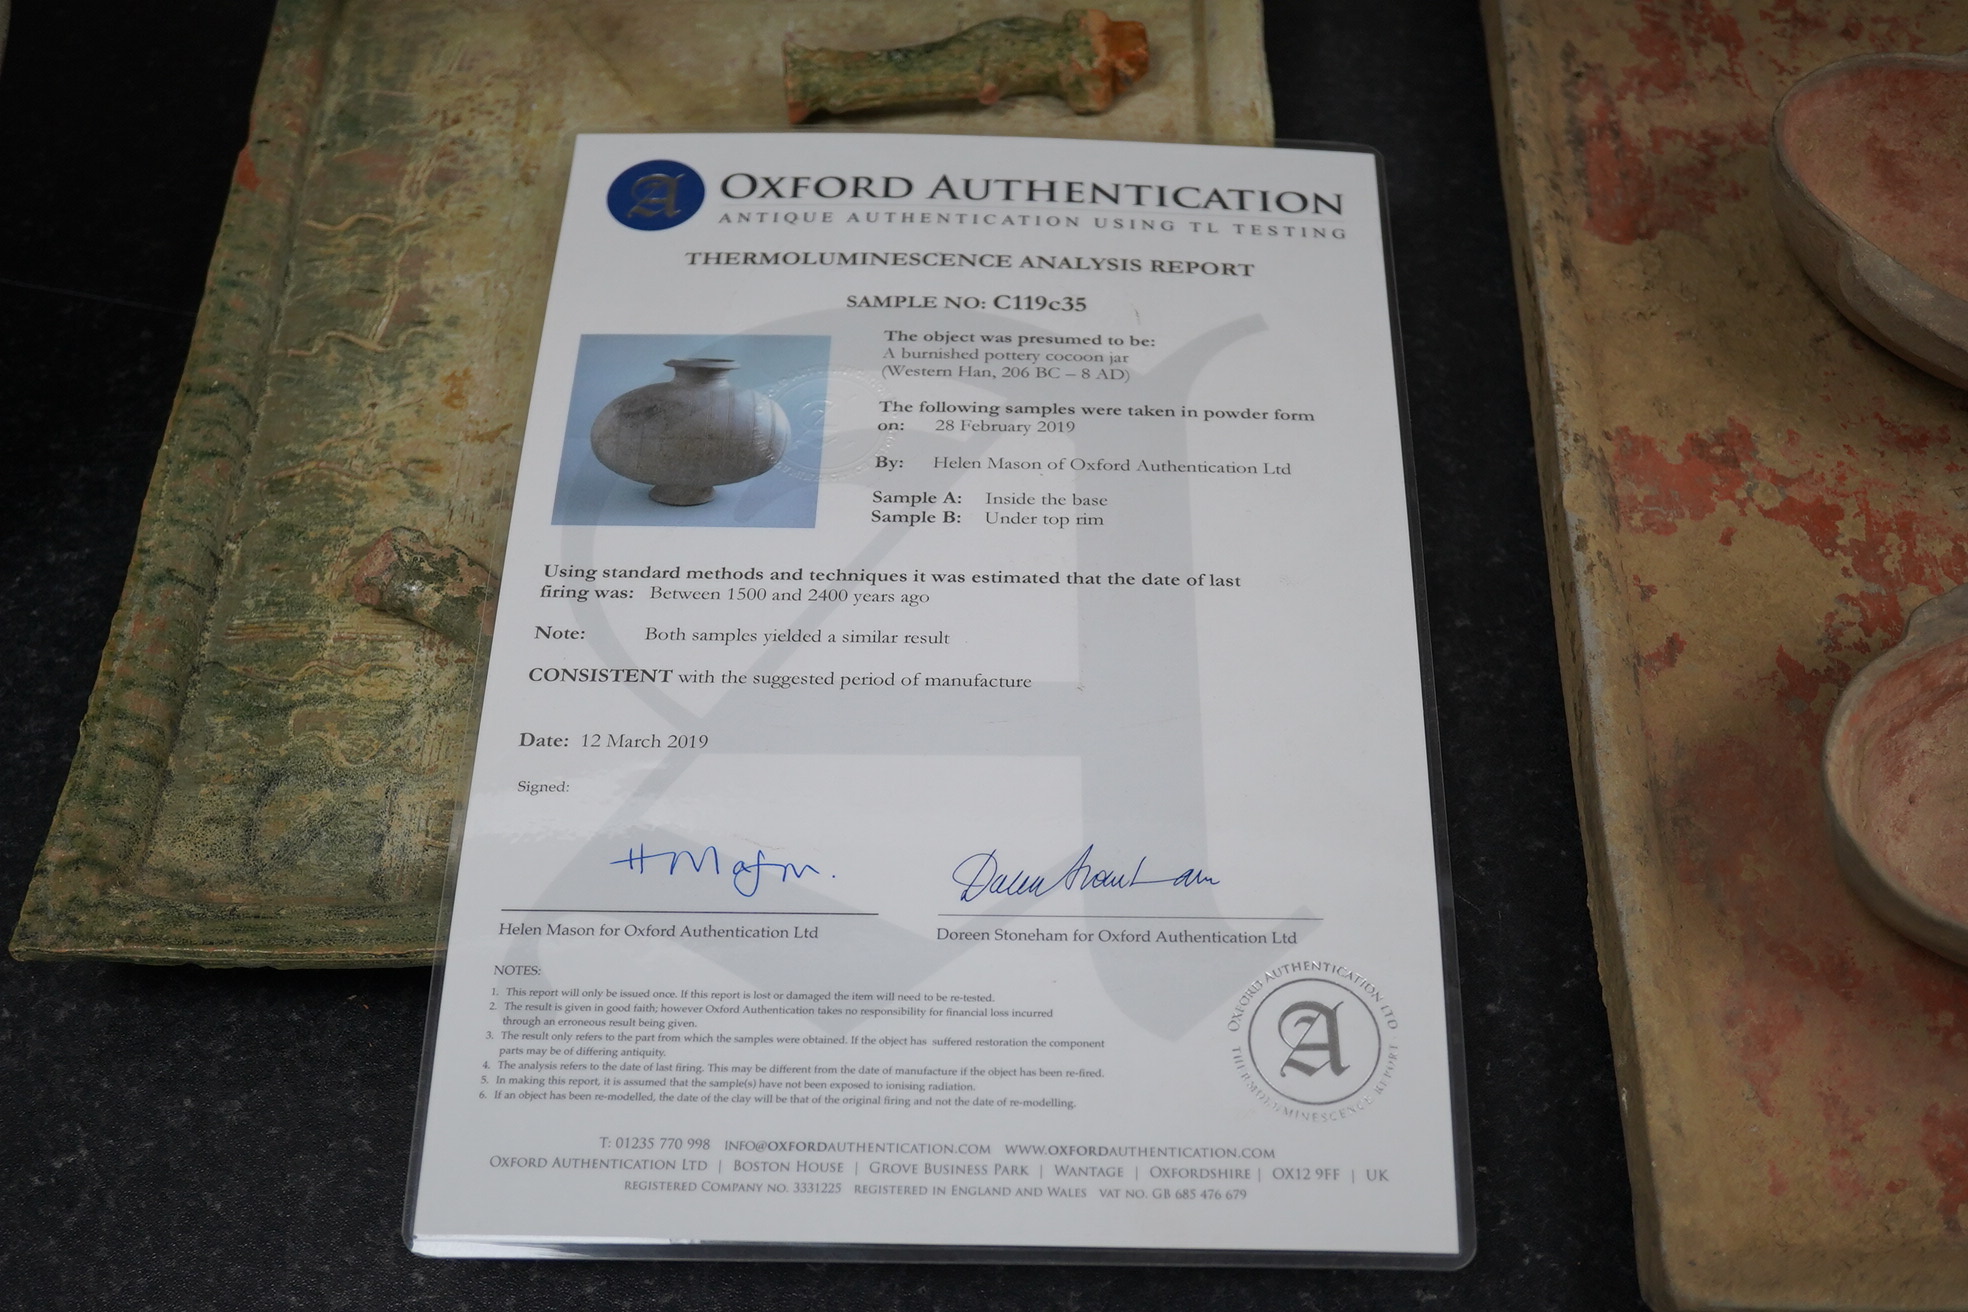 A
OXFORD AUTHENTICATION
ANTIQUE AUTHENTICATION USING TL TESTING
THERMOLUMINESCENCE ANALYSIS REPORT
SAMPLE NO: C119c35
The object was presumed to be:
A burnished pottery cocoon jar
(Western Han, 206 BC – 8 AD)
The following samples were taken in powder form
on: 28 February 2019
By: Helen Mason of Oxford Authentication Ltd
Sample A: Inside the base
Sample B: Under top rim
Using standard methods and techniques it was estimated that the date of last
firing was: Between 1500 and 2400 years ago
Note: Both samples yielded a similar result
CONSISTENT with the suggested period of manufacture
Date: 12 March 2019
Signed:
H Mason. Doreen Stoneham
Helen Mason for Oxford Authentication Ltd
Doreen Stoneham for Oxford Authentication Ltd
NOTES:
1. This report will only be issued once. If this report is lost or damaged the item will need to be re-tested.
2. The result is given in good faith; however Oxford Authentication takes no responsibility for financial loss incurred
through an erroneous result being given.
3. The result only refers to the part from which the samples were obtained. If the object has suffered restoration the component
parts may be of differing antiquity.
4. The analysis refers to the date of last firing. This may be different from the date of manufacture if the object has been re-fired.
5. In making this report, it is assumed that the sample(s) have not been exposed to ionising radiation.
6. If an object has been re-modelled, the date of the clay will be that of the original firing and not the date of re-modelling.
OXFORD AUTHENTICATION LTD
A
THERMOLUMINESCENCE REPORT
T: 01235 770 998 INFO@OXFORDAUTHENTICATION.COM WWW.OXFORDAUTHENTICATION.COM
OXFORD AUTHENTICATION LTD | BOSTON HOUSE | GROVE BUSINESS PARK | WANTAGE | OXFORDSHIRE | OX12 9FF | UK
REGISTERED COMPANY NO. 3331225 REGISTERED IN ENGLAND AND WALES VAT NO. GB 685 476 679